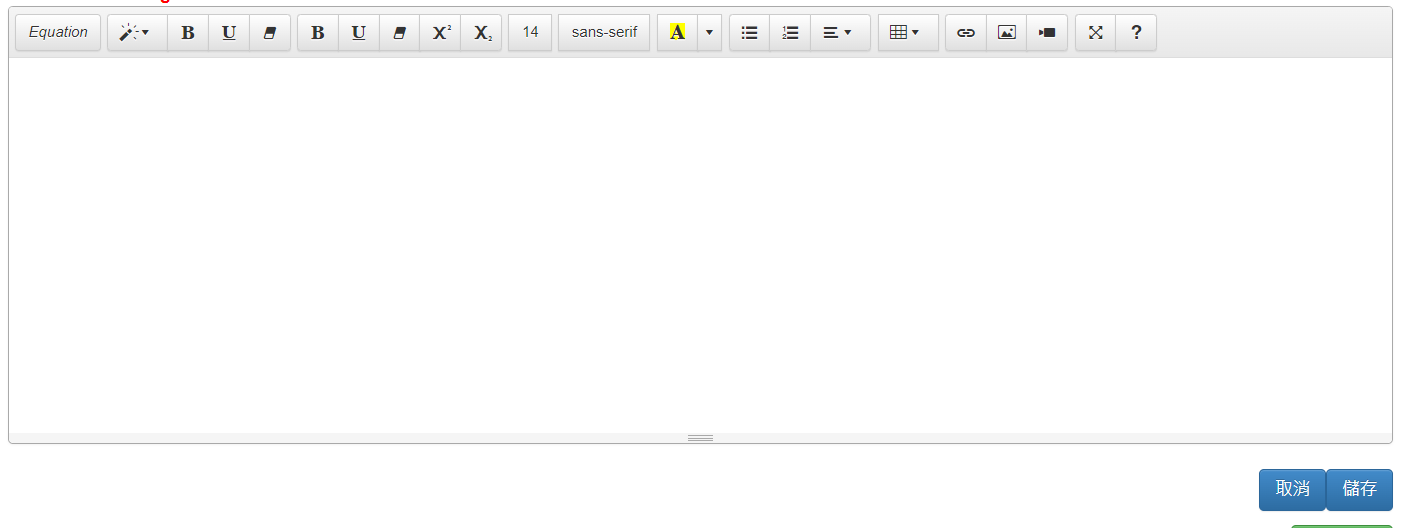 Equation B U B U X² X₂ 14 sans-serif A ?
取消 儲存